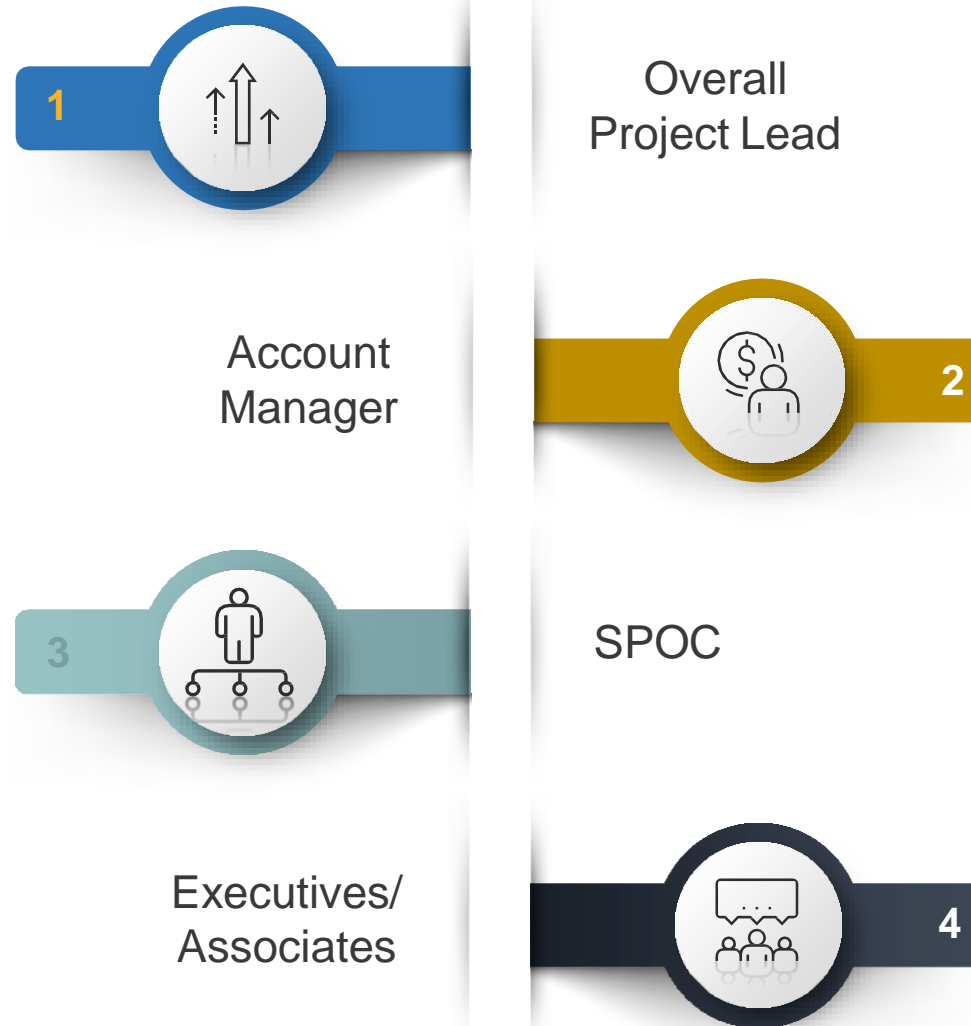 1
Overall
Project Lead
Account
Manager
2
$
3
SPOC
Executives/
Associates
...
4